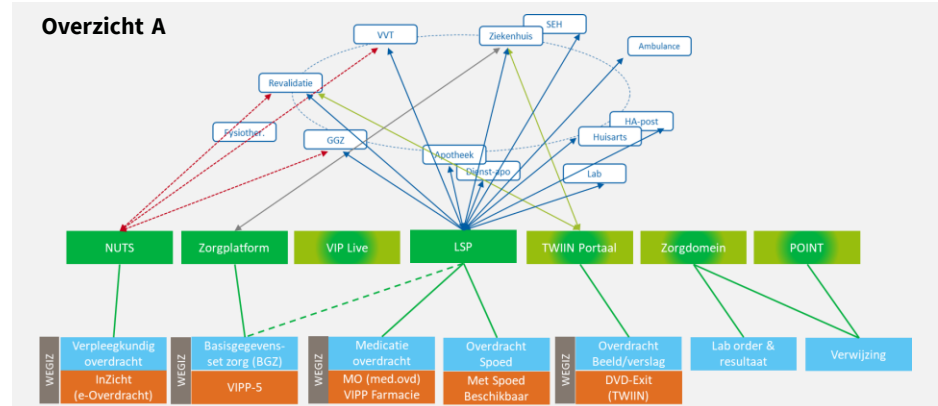 Overzicht A
SEH
VVT
Ziekenhuis
Ambulance
Revalidatie
HA-post
Fysiother.
Huisarts
GGZ
Apotheek
Dienst-apo
Lab
NUTS
Zorgplatform
VIP Live
LSP
TWIIN Portaal
Zorgdomein
POINT
WEGIZ
Verpleegkundig
overdracht
InZicht
(e-Overdracht)
WEGIZ
Basisgegevens-
set zorg (BGZ)
VIPP-5
WEGIZ
Medicatie
overdracht
MO (med.ovd)
VIPP Farmacie
Overdracht
Spoed
Met Spoed
Beschikbaar
WEGIZ
Overdracht
Beeld/verslag
DVD-Exit
(TWIIN)
Lab order &
resultaat
Verwijzing